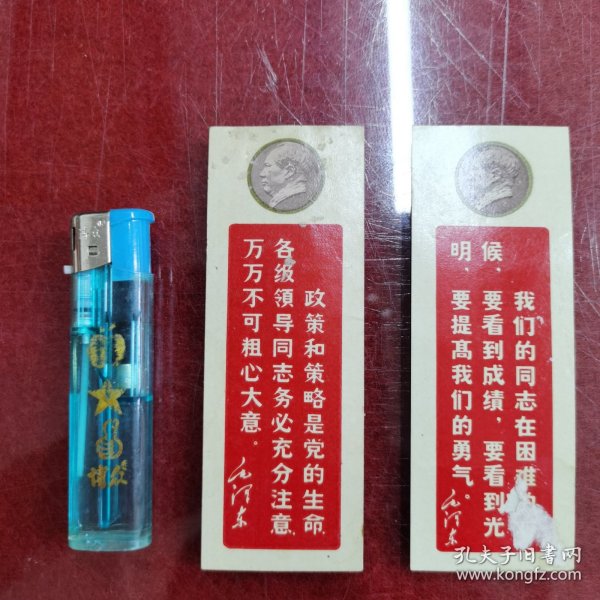 政策和策略是党的生命，
各级領导同志务必充分注意，
万万不可粗心大意。
毛泽东
我们的同志在困难的
候，要看到成績，要看到光
明，要提高我们的勇气。
毛泽东
孔夫子旧书网
www.kongfz.com